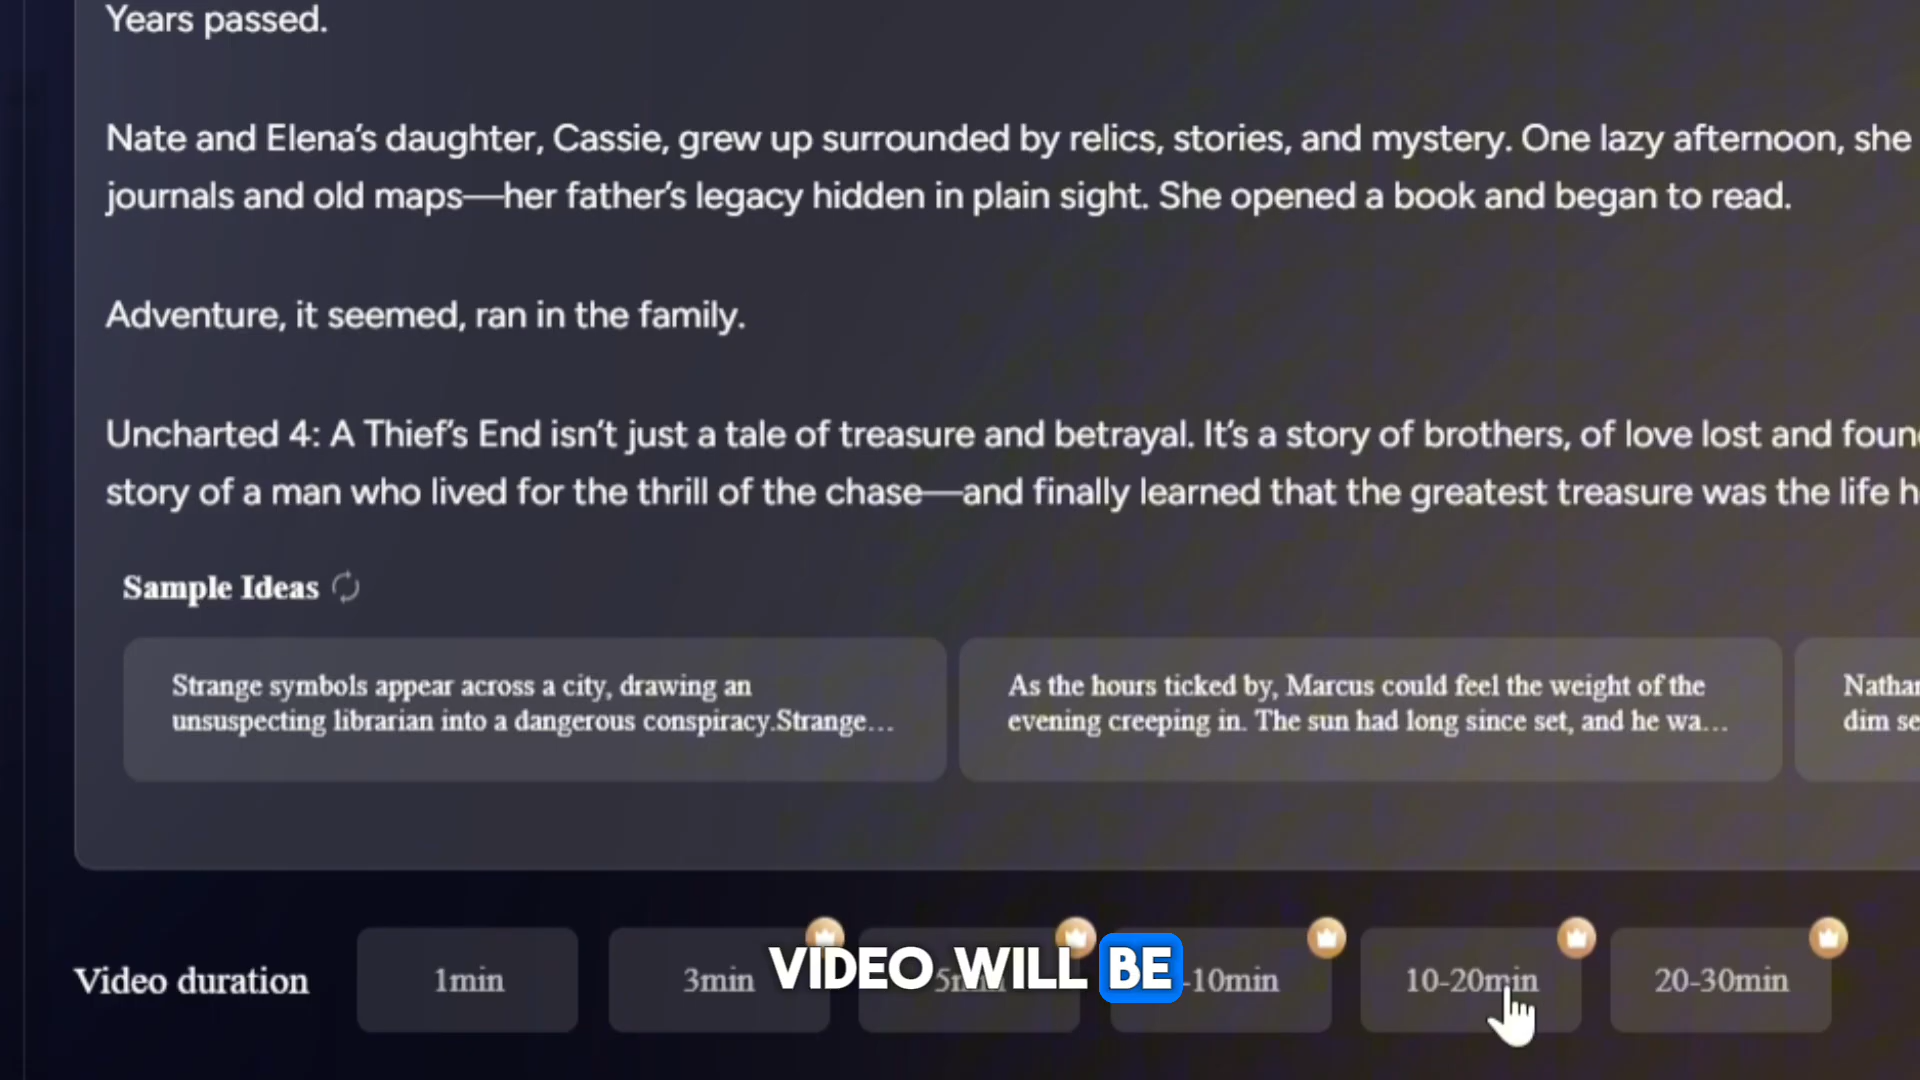 Years passed.
Nate and Elena’s daughter, Cassie, grew up surrounded by relics, stories, and mystery. One lazy afternoon, she
journals and old maps—her father’s legacy hidden in plain sight. She opened a book and began to read.
Adventure, it seemed, ran in the family.
Uncharted 4: A Thief’s End isn’t just a tale of treasure and betrayal. It’s a story of brothers, of love lost and foun
story of a man who lived for the thrill of the chase—and finally learned that the greatest treasure was the life h
Sample Ideas
Strange symbols appear across a city, drawing an
unsuspecting librarian into a dangerous conspiracy.Strange...
As the hours ticked by, Marcus could feel the weight of the
evening creeping in. The sun had long since set, and he wa...
Nathan
dim se
Video duration 1min 3min -10min 10-20min 20-30min
VIDEO WILL BE